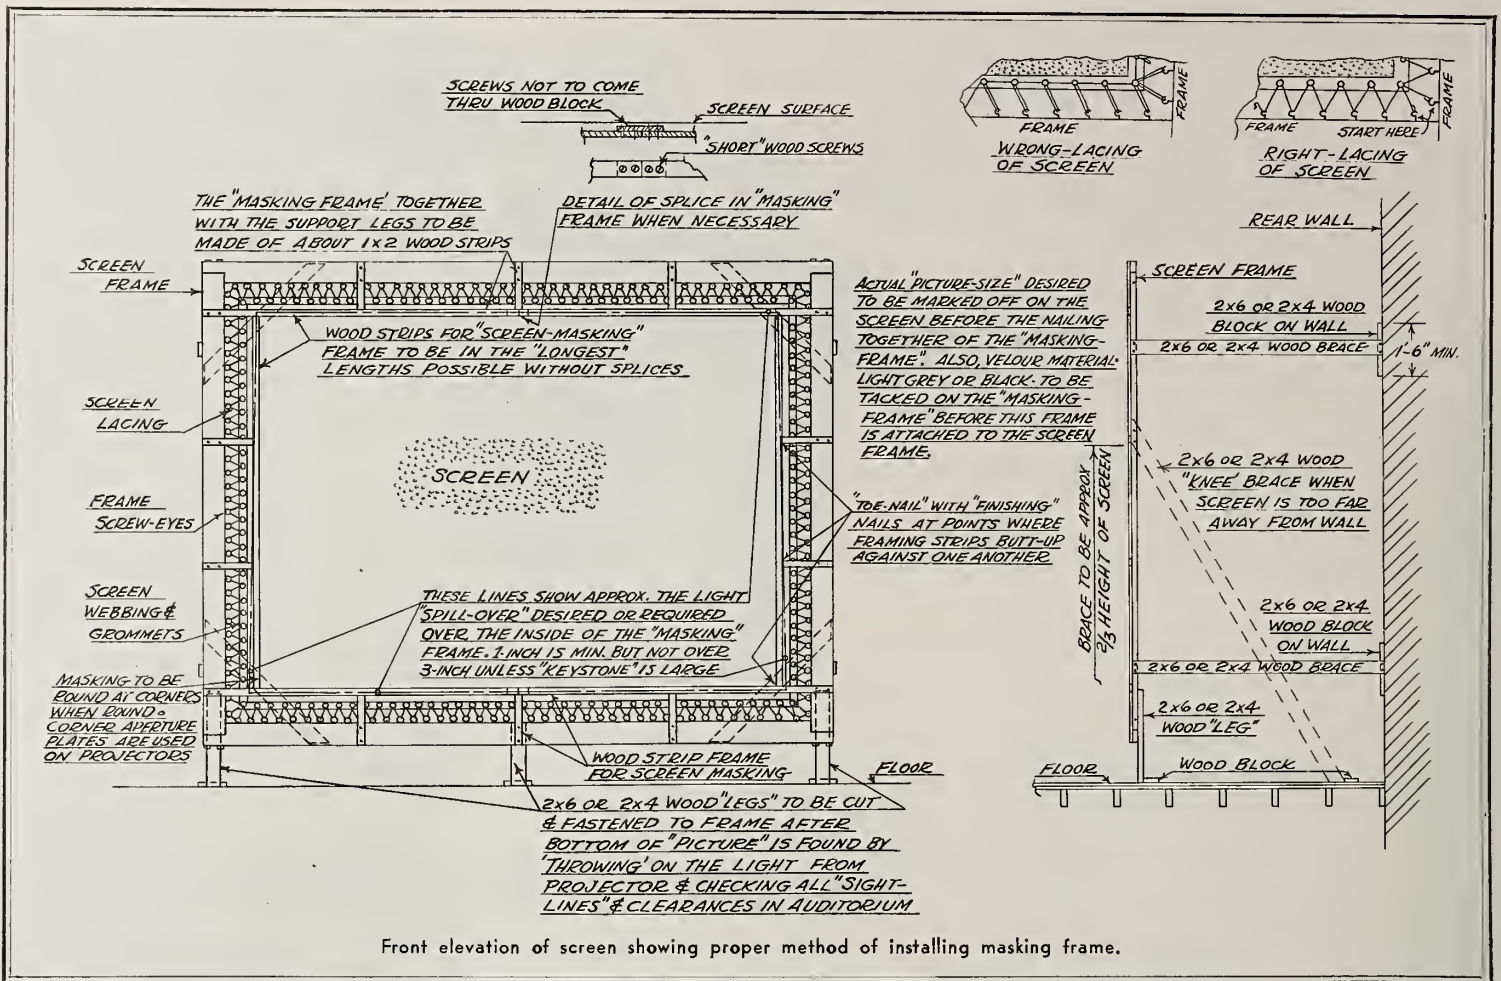 SCREWS NOT TO COME
THRU WOOD BLOCK
SCREEN SURFACE
"SHORT" WOOD SCREWS
FRAME
FRAME
WRONG-LACING
OF SCREEN
FRAME
START HERE
FRAME
RIGHT-LACING
OF SCREEN
THE "MASKING FRAME' TOGETHER
WITH THE SUPPORT LEGS TO BE
MADE OF ABOUT 1x2 WOOD STRIPS
DETAIL OF SPLICE IN "MASKING"
FRAME WHEN NECESSARY
SCREEN
FRAME
WOOD STRIPS FOR "SCREEN-MASKING"
FRAME TO BE IN THE "LONGEST"
LENGTHS POSSIBLE WITHOUT SPLICES
SCREEN
LACING
SCREEN
FRAME
SCREW-EYES
SCREEN
WEBBING &
GROMMETS
MASKING TO BE
ROUND AT CORNERS
WHEN ROUND-
CORNER APERTURE
PLATES ARE USED
ON PROJECTORS
THESE LINES SHOW APPROX. THE LIGHT
"SPILL-OVER" DESIRED OR REQUIRED
OVER THE INSIDE OF THE "MASKING"
FRAME. 1-INCH IS MIN. BUT NOT OVER
3-INCH UNLESS "KEYSTONE" IS LARGE
ACTUAL "PICTURE-SIZE" DESIRED
TO BE MARKED OFF ON THE
SCREEN BEFORE THE NAILING
TOGETHER OF THE "MASKING-
FRAME". ALSO, VELOUR MATERIAL-
LIGHT GREY OR BLACK-TO BE
TACKED ON THE "MASKING-
FRAME" BEFORE THIS FRAME
IS ATTACHED TO THE SCREEN
FRAME.
"TOE-NAIL" WITH "FINISHING"
NAILS AT POINTS WHERE
FRAMING STRIPS BUTT-UP
AGAINST ONE ANOTHER
WOOD STRIP FRAME
FOR SCREEN MASKING
FLOOR
2x6 OR 2x4 WOOD "LEGS" TO BE CUT
& FASTENED TO FRAME AFTER
BOTTOM OF "PICTURE" IS FOUND BY
'THROWING' ON THE LIGHT FROM
PROJECTOR & CHECKING ALL "SIGHT-
LINES" & CLEARANCES IN AUDITORIUM
REAR WALL
SCREEN FRAME
2x6 OR 2x4 WOOD
BLOCK ON WALL
2x6 OR 2x4 WOOD BRACE
1'-6" MIN.
2x6 OR 2x4 WOOD
"KNEE' BRACE WHEN
SCREEN IS TOO FAR
AWAY FROM WALL
BRACE TO BE APPROX
2/3 HEIGHT OF SCREEN
2x6 OR 2x4
WOOD BLOCK
ON WALL
2x6 OR 2x4 WOOD BRACE
2x6 OR 2x4
WOOD "LEG"
FLOOR
WOOD BLOCK
Front elevation of screen showing proper method of installing masking frame.